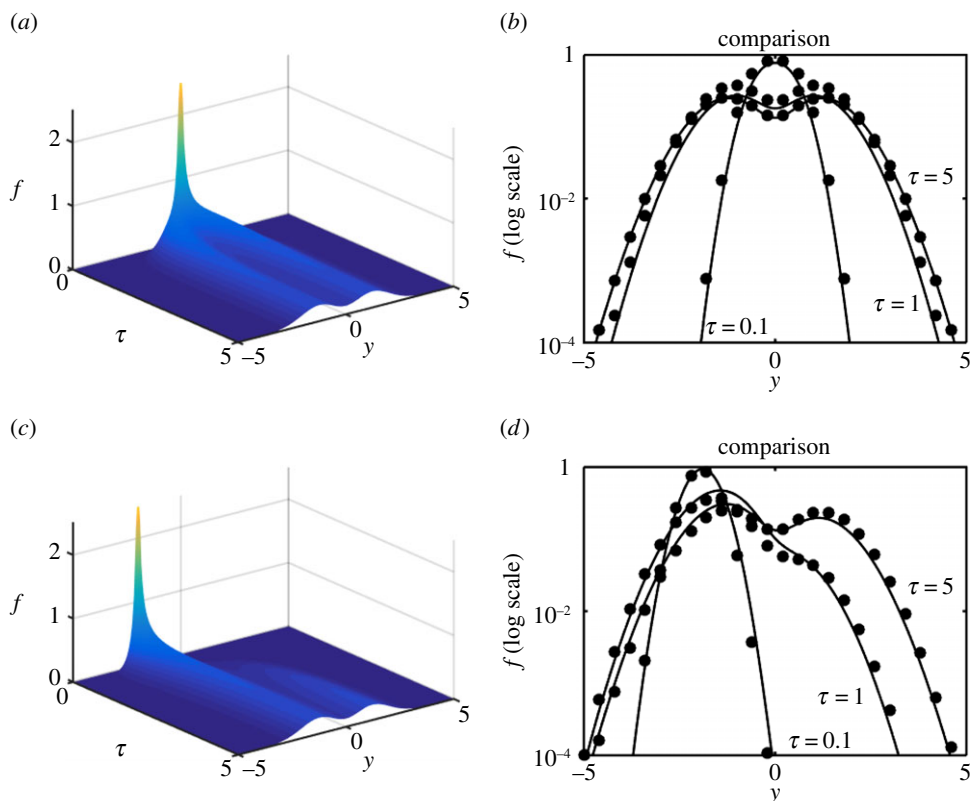 (a)
2
1
0
f
0
τ
5
−5
0
y
5
(b)
comparison
1
10−2
10−4
f (log scale)
τ = 5
τ = 1
τ = 0.1
−5
0
5
y
(c)
2
1
0
f
0
τ
5
−5
0
y
5
(d)
comparison
1
10−2
10−4
f (log scale)
τ = 5
τ = 1
τ = 0.1
−5
0
5
y